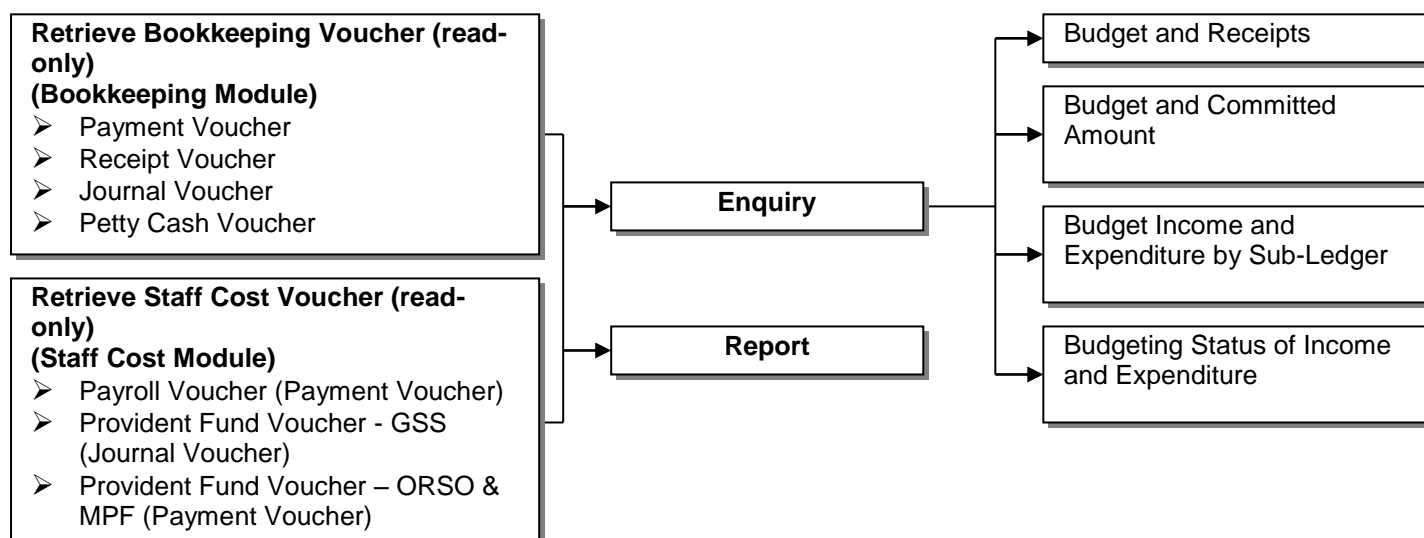 Retrieve Bookkeeping Voucher (read-
only)
(Bookkeeping Module)
➢ Payment Voucher
➢ Receipt Voucher
➢ Journal Voucher
➢ Petty Cash Voucher
Retrieve Staff Cost Voucher (read-
only)
(Staff Cost Module)
➢ Payroll Voucher (Payment Voucher)
➢ Provident Fund Voucher - GSS
(Journal Voucher)
➢ Provident Fund Voucher – ORSO &
MPF (Payment Voucher)
Enquiry
Report
Budget and Receipts
Budget and Committed
Amount
Budget Income and
Expenditure by Sub-Ledger
Budgeting Status of Income
and Expenditure